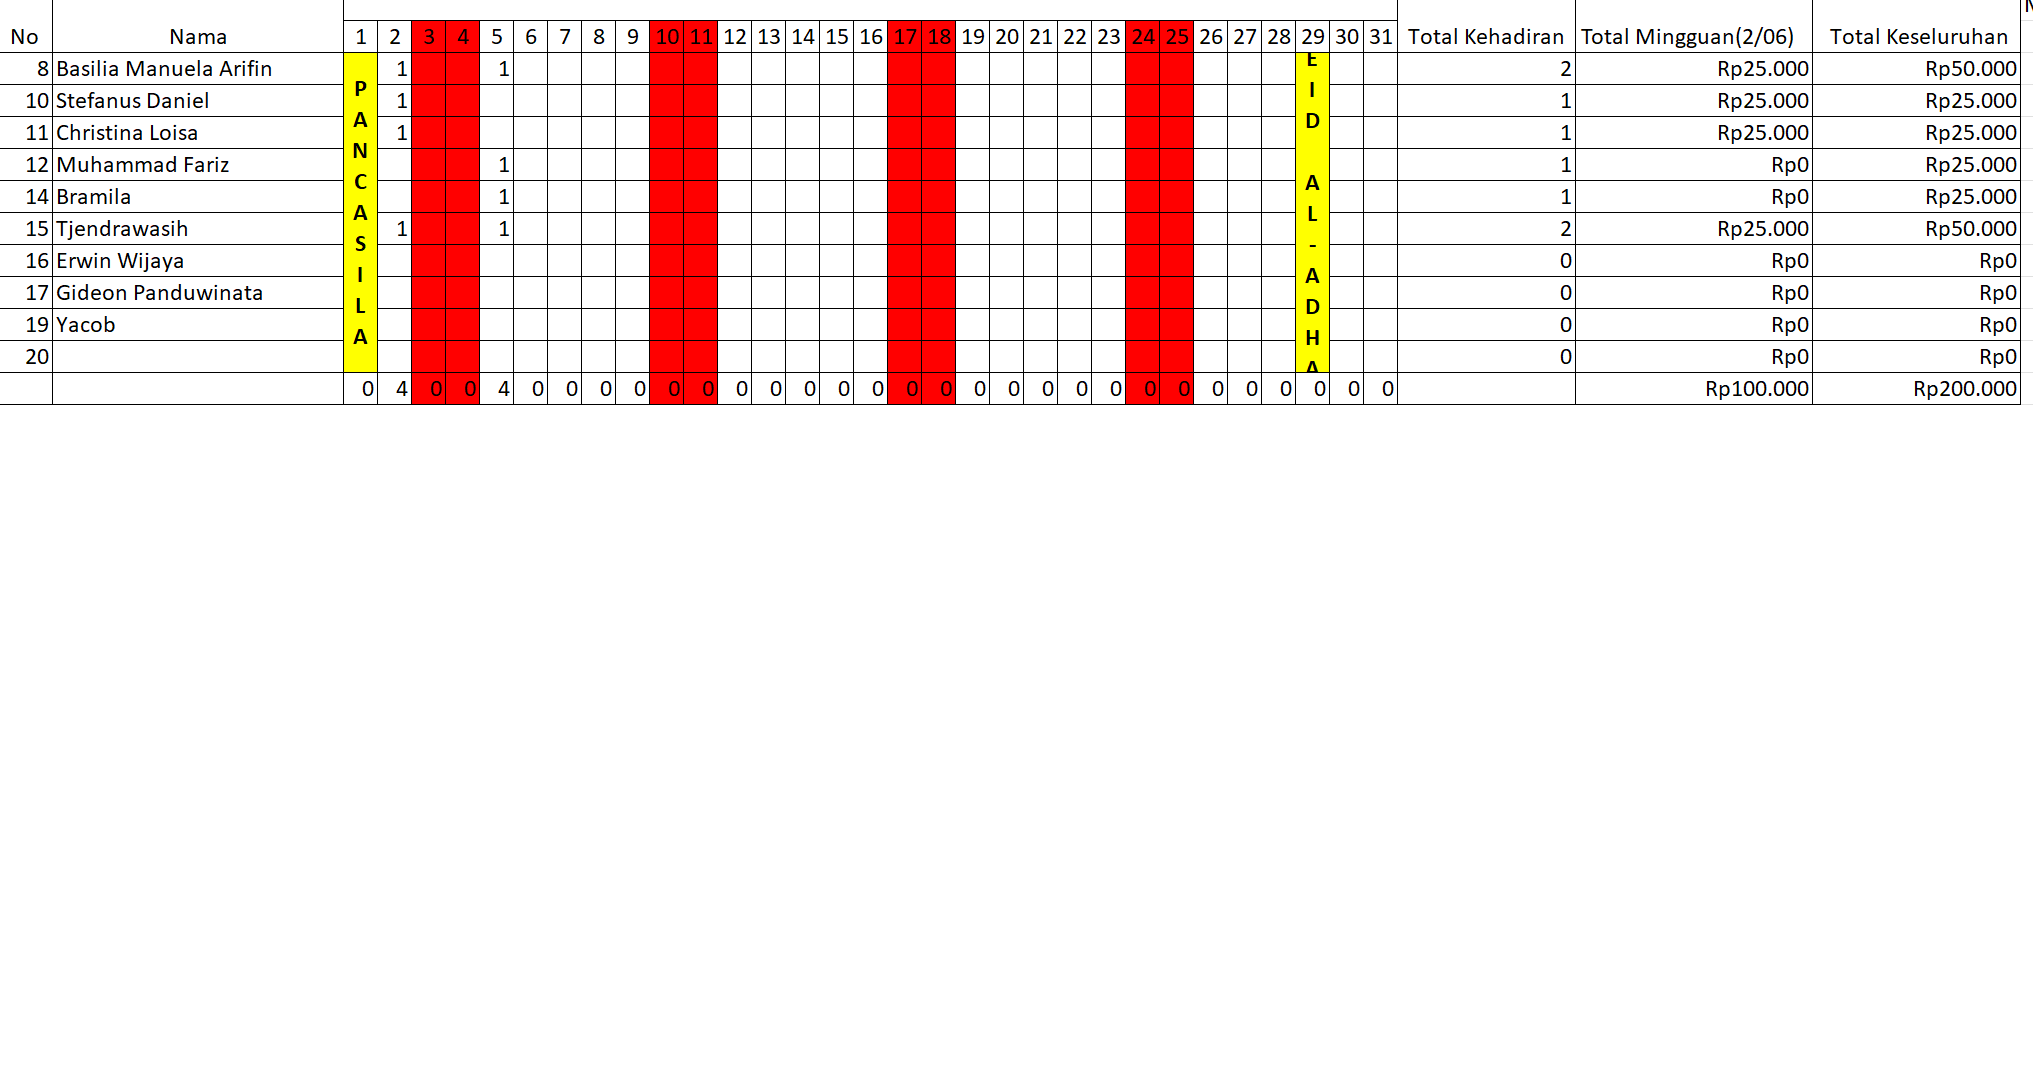 No Nama 1 2 3 4 5 6 7 8 9 10 11 12 13 14 15 16 17 18 19 20 21 22 23 24 25 26 27 28 29 30 31 Total Kehadiran Total Mingguan(2/06) Total Keseluruhan
8 Basilia Manuela Arifin 1 1 2 Rp25.000 Rp50.000
10 Stefanus Daniel 1 1 Rp25.000 Rp25.000
11 Christina Loisa 1 1 Rp25.000 Rp25.000
12 Muhammad Fariz 1 1 Rp0 Rp25.000
14 Bramila 1 1 Rp0 Rp25.000
15 Tjendrawasih 1 1 2 Rp25.000 Rp50.000
16 Erwin Wijaya 0 Rp0 Rp0
17 Gideon Panduwinata 0 Rp0 Rp0
19 Yacob 0 Rp0 Rp0
20 0 Rp0 Rp0
0 4 0 0 4 0 0 0 0 0 0 0 0 0 0 0 0 0 0 0 0 0 0 0 0 0 0 0 0 0 0 Rp100.000 Rp200.000
PANCASILA
EID AL-ADHA